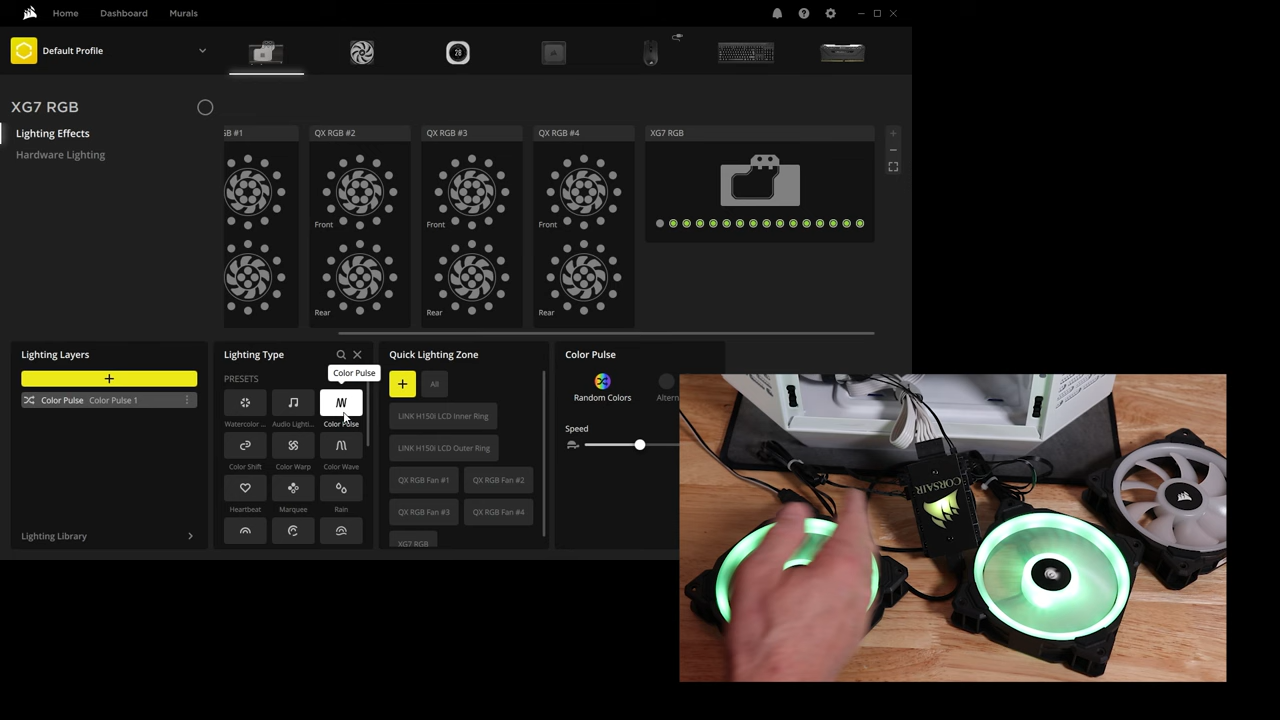 Home Dashboard Murals
Default Profile
28
XG7 RGB
Lighting Effects
Hardware Lighting
GB #1
QX RGB #2
QX RGB #3
QX RGB #4
XG7 RGB
Front
Front
Front
Rear
Rear
Rear
Lighting Layers
+
Color Pulse Color Pulse 1
Lighting Library
Lighting Type
PRESETS
Color Pulse
Watercolor ...
Audio Lighti...
Color Pulse
Color Shift
Color Warp
Color Wave
Heartbeat
Marquee
Rain
Quick Lighting Zone
+
All
LINK H150i LCD Inner Ring
LINK H150i LCD Outer Ring
QX RGB Fan #1
QX RGB Fan #2
QX RGB Fan #3
QX RGB Fan #4
XG7 RGB
Color Pulse
Random Colors
Altern
Speed
CORSAIR